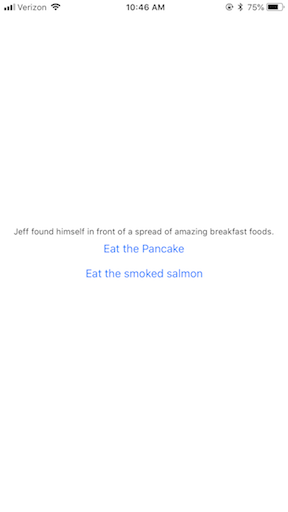 Verizon 10:46 AM 75%
Jeff found himself in front of a spread of amazing breakfast foods.
Eat the Pancake
Eat the smoked salmon